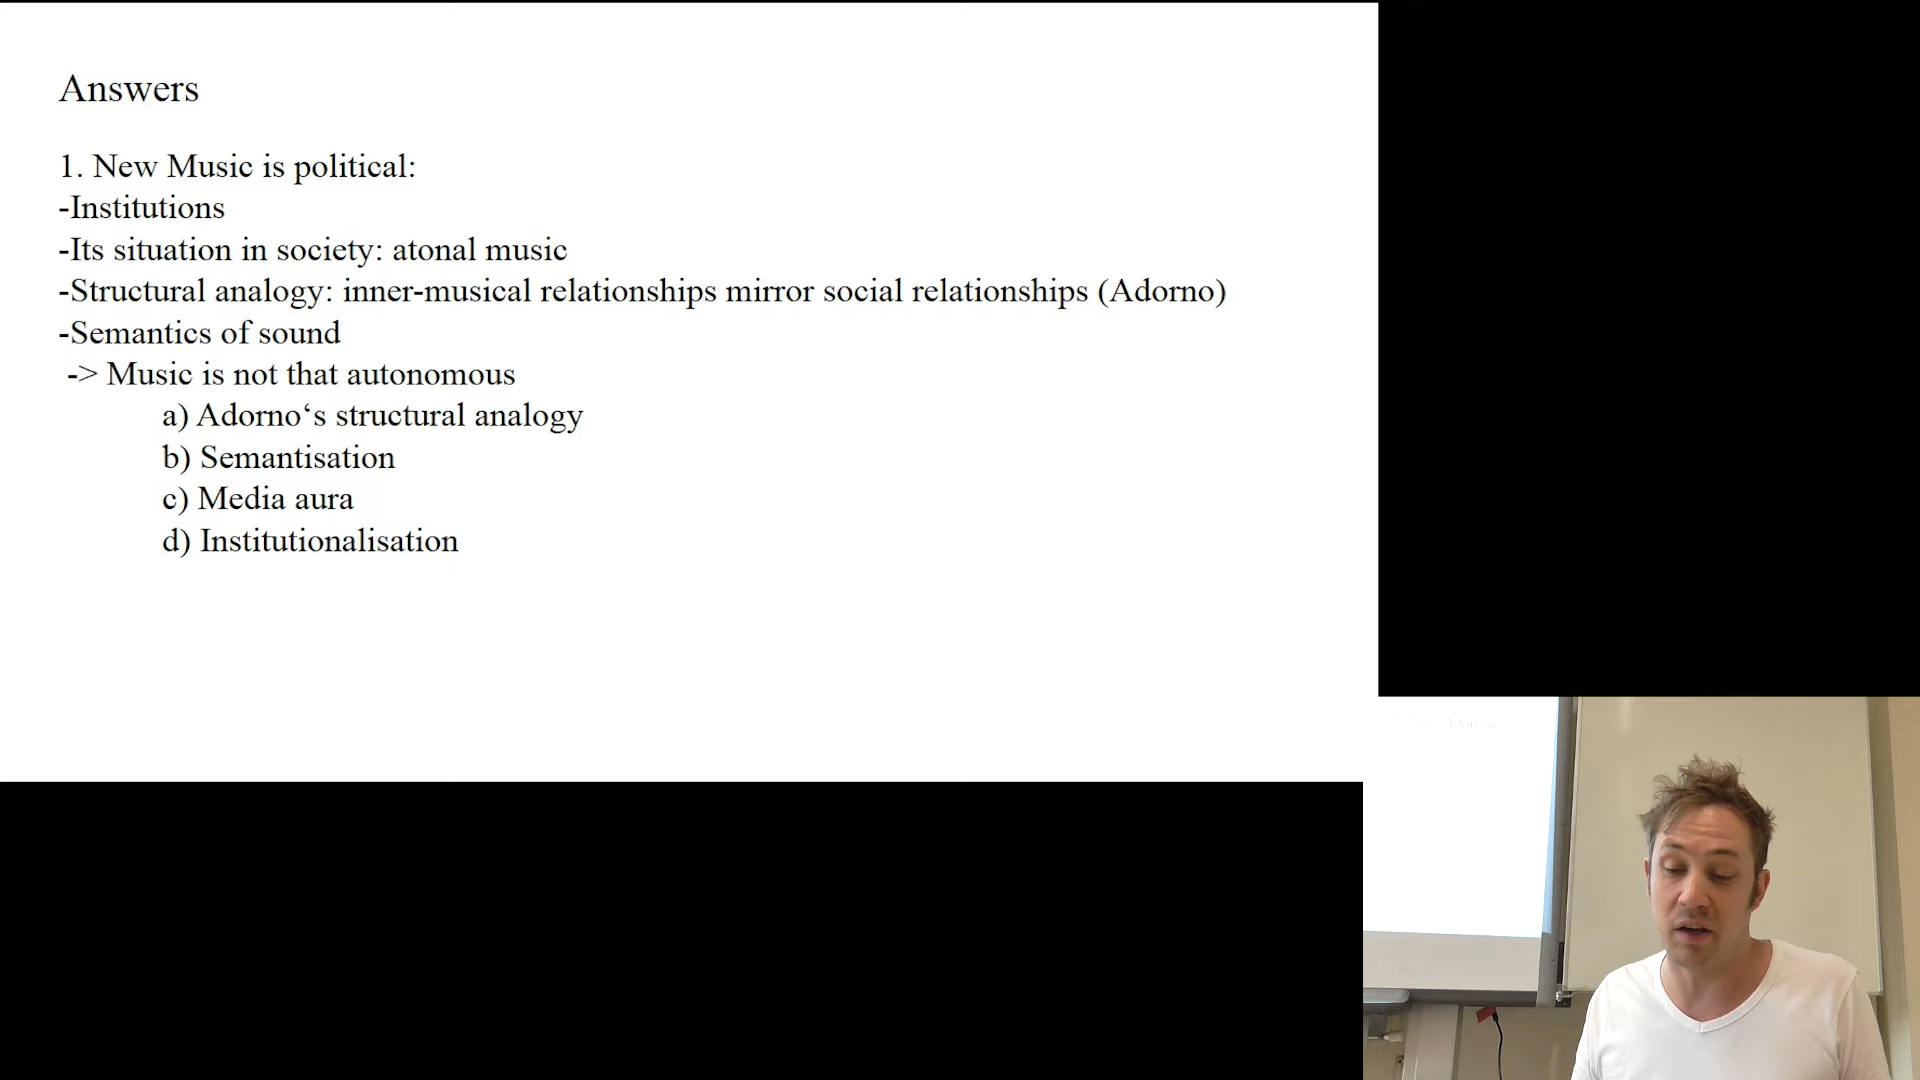 Answers
1. New Music is political:
-Institutions
-Its situation in society: atonal music
-Structural analogy: inner-musical relationships mirror social relationships (Adorno)
-Semantics of sound
-> Music is not that autonomous
a) Adorno‘s structural analogy
b) Semantisation
c) Media aura
d) Institutionalisation